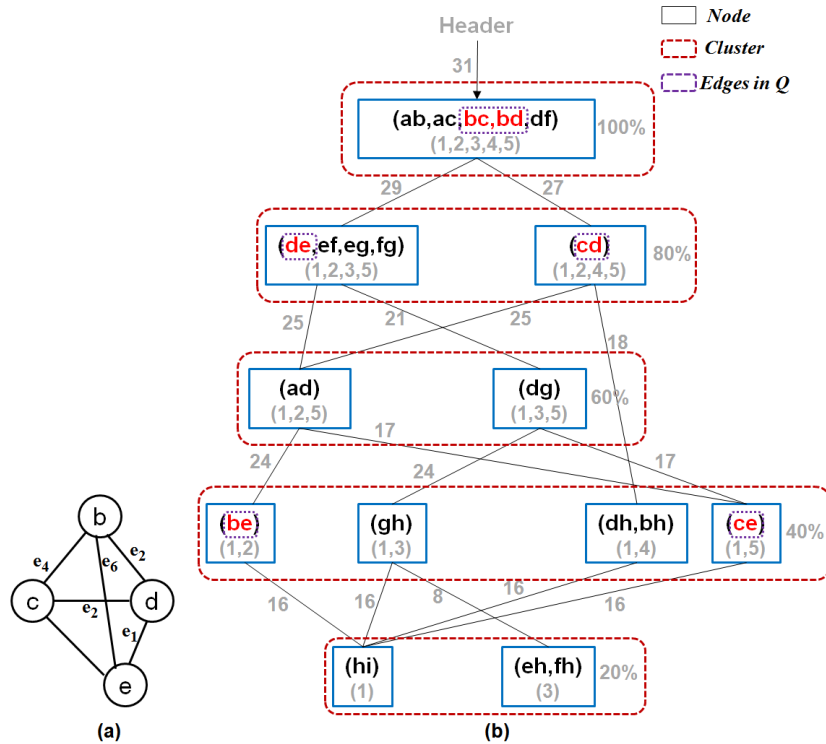 Header
Node
Cluster
Edges in Q
31
(ab,ac,bc,bd,df)
(1,2,3,4,5)
100%
29
27
(de,ef,eg,fg)
(1,2,3,5)
(cd)
(1,2,4,5)
80%
25
21
25
18
(ad)
(1,2,5)
(dg)
(1,3,5)
60%
24
17
24
17
(be)
(1,2)
(gh)
(1,3)
(dh,bh)
(1,4)
(ce)
(1,5)
40%
16
16
8
16
16
(hi)
(1)
(eh,fh)
(3)
20%
b
e4
e6
e2
c
e2
d
e1
e
(a)
(b)